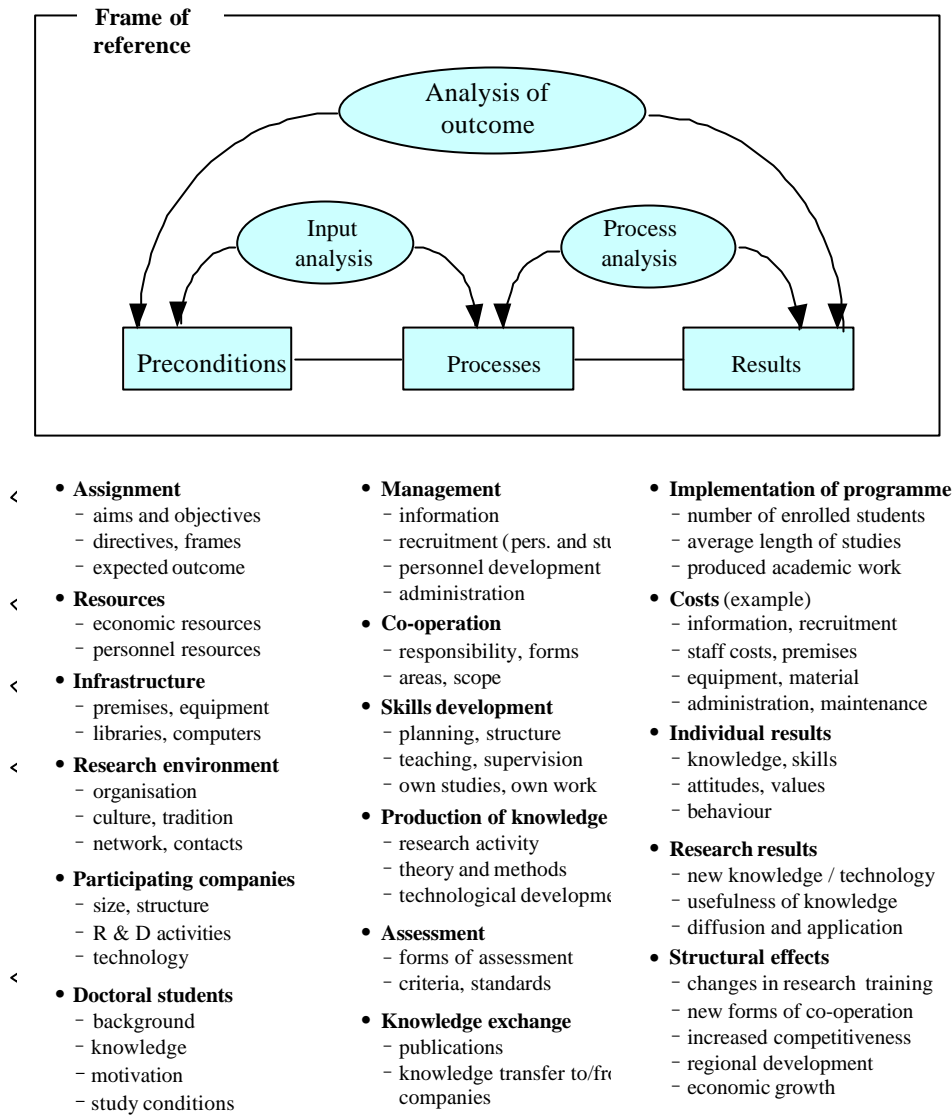 Frame of
reference
Analysis of
outcome
Input
analysis
Process
analysis
Preconditions
Processes
Results
• Assignment
- aims and objectives
- directives, frames
- expected outcome
• Resources
- economic resources
- personnel resources
• Infrastructure
- premises, equipment
- libraries, computers
• Research environment
- organisation
- culture, tradition
- network, contacts
• Participating companies
- size, structure
- R & D activities
- technology
• Doctoral students
- background
- knowledge
- motivation
- study conditions
• Management
- information
- recruitment (pers. and stu
- personnel development
- administration
• Co-operation
- responsibility, forms
- areas, scope
• Skills development
- planning, structure
- teaching, supervision
- own studies, own work
• Production of knowledge
- research activity
- theory and methods
- technological developme
• Assessment
- forms of assessment
- criteria, standards
• Knowledge exchange
- publications
- knowledge transfer to/fro
companies
• Implementation of programme
- number of enrolled students
- average length of studies
- produced academic work
• Costs (example)
- information, recruitment
- staff costs, premises
- equipment, material
- administration, maintenance
• Individual results
- knowledge, skills
- attitudes, values
- behaviour
• Research results
- new knowledge / technology
- usefulness of knowledge
- diffusion and application
• Structural effects
- changes in research training
- new forms of co-operation
- increased competitiveness
- regional development
- economic growth